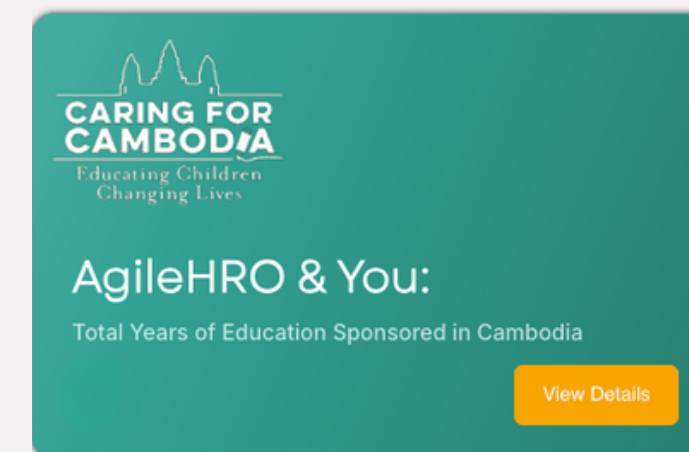 CARING FOR
CAMBODIA
Educating Children
Changing Lives
AgileHRO & You:
Total Years of Education Sponsored in Cambodia
View Details